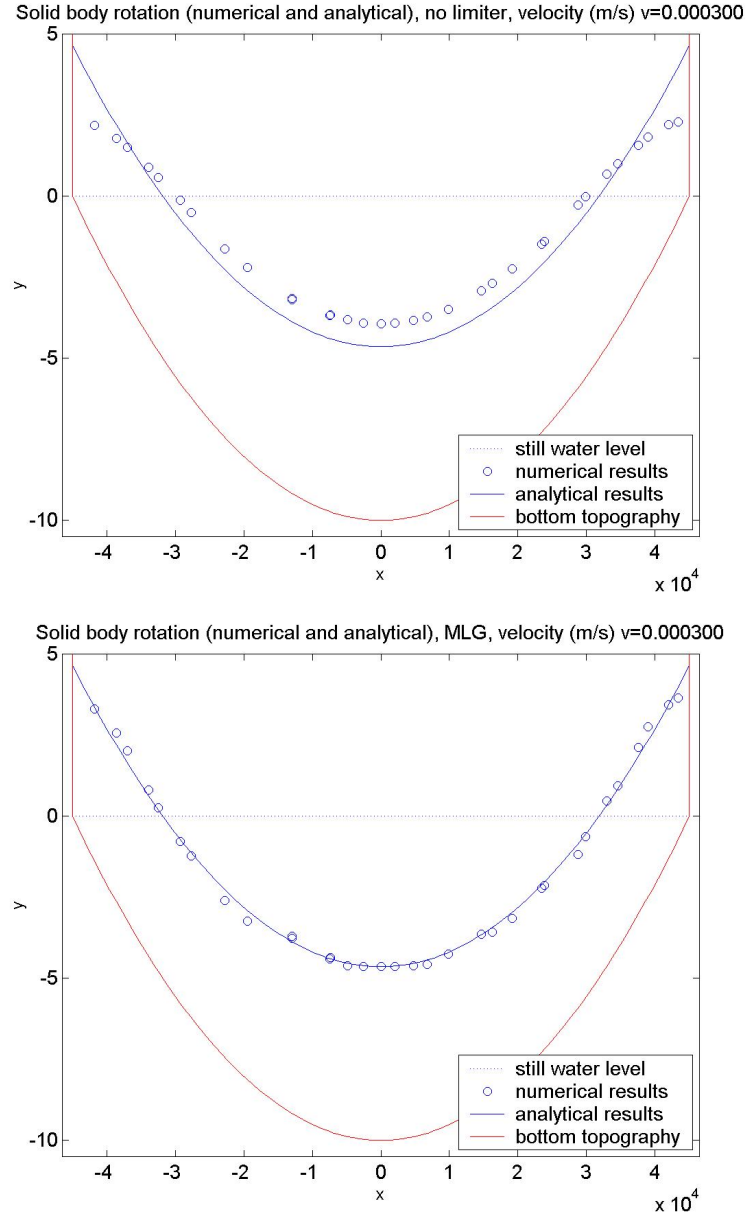 Solid body rotation (numerical and analytical), no limiter, velocity (m/s) v=0.000300
5
0
y
-5
still water level
numerical results
analytical results
bottom topography
-10
-4 -3 -2 -1 0 1 2 3 4
x
x 10^4
Solid body rotation (numerical and analytical), MLG, velocity (m/s) v=0.000300
5
0
y
-5
still water level
numerical results
analytical results
bottom topography
-10
-4 -3 -2 -1 0 1 2 3 4
x
x 10^4